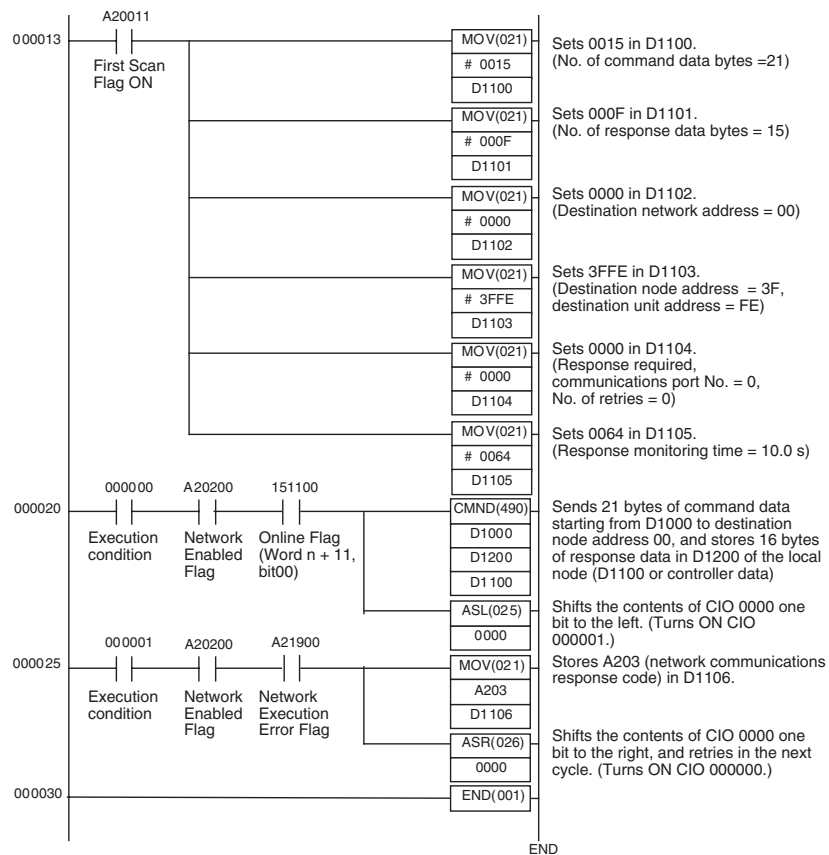 A20011
000013
First Scan
Flag ON
MOV(021)
# 0015
D1100
Sets 0015 in D1100.
(No. of command data bytes =21)
MOV(021)
# 000F
D1101
Sets 000F in D1101.
(No. of response data bytes = 15)
MOV(021)
# 0000
D1102
Sets 0000 in D1102.
(Destination network address = 00)
MOV(021)
# 3FFE
D1103
Sets 3FFE in D1103.
(Destination node address = 3F,
destination unit address = FE)
MOV(021)
# 0000
D1104
Sets 0000 in D1104.
(Response required,
communications port No. = 0,
No. of retries = 0)
MOV(021)
# 0064
D1105
Sets 0064 in D1105.
(Response monitoring time = 10.0 s)
000020
000000
A20200
151100
Execution
condition
Network
Enabled
Flag
Online Flag
(Word n + 11,
bit00)
CMND(490)
D1000
D1200
D1100
Sends 21 bytes of command data
starting from D1000 to destination
node address 00, and stores 16 bytes
of response data in D1200 of the local
node (D1100 or controller data)
ASL(025)
0000
Shifts the contents of CIO 0000 one
bit to the left. (Turns ON CIO
000001.)
000025
000001
A20200
A21900
Execution
condition
Network
Enabled
Flag
Network
Execution
Error Flag
MOV(021)
A203
D1106
Stores A203 (network communications
response code) in D1106.
ASR(026)
0000
Shifts the contents of CIO 0000 one
bit to the right, and retries in the next
cycle. (Turns ON CIO 000000.)
000030
END(001)
END